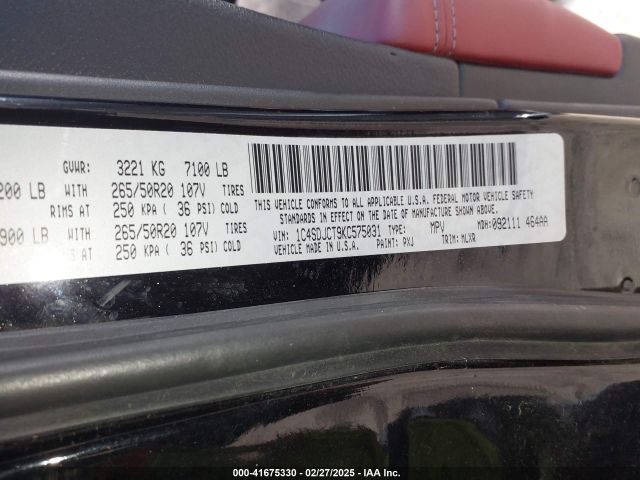 GVWR: 3221 KG 7100 LB
200 LB WITH 265/50R20 107V TIRES
RIMS AT 250 KPA ( 36 PSI) COLD
900 LB WITH 265/50R20 107V TIRES
S AT 250 KPA ( 36 PSI) COLD
THIS VEHICLE CONFORMS TO ALL APPLICABLE U.S.A. FEDERAL MOTOR VEHICLE SAFETY
STANDARDS IN EFFECT ON THE DATE OF MANUFACTURE SHOWN ABOVE.
VIN: 1C4SDJCT9KC575031 TYPE: MPV MDH: 092111 464AA
VEHICLE MADE IN U.S.A. PAINT: PXJ TRIM: MLXR
000-41675330 | 02/27/2025 | IAA Inc.